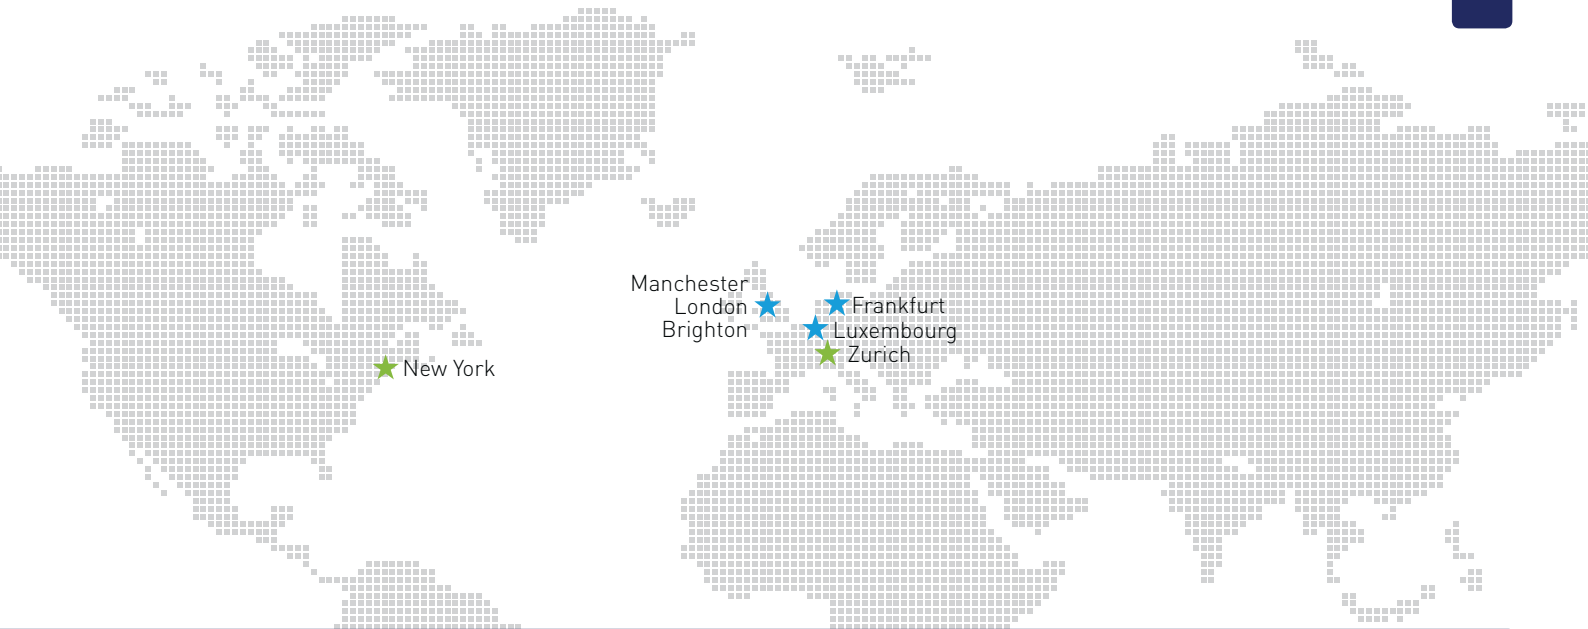 Manchester
London
Brighton
Frankfurt
Luxembourg
Zurich
New York